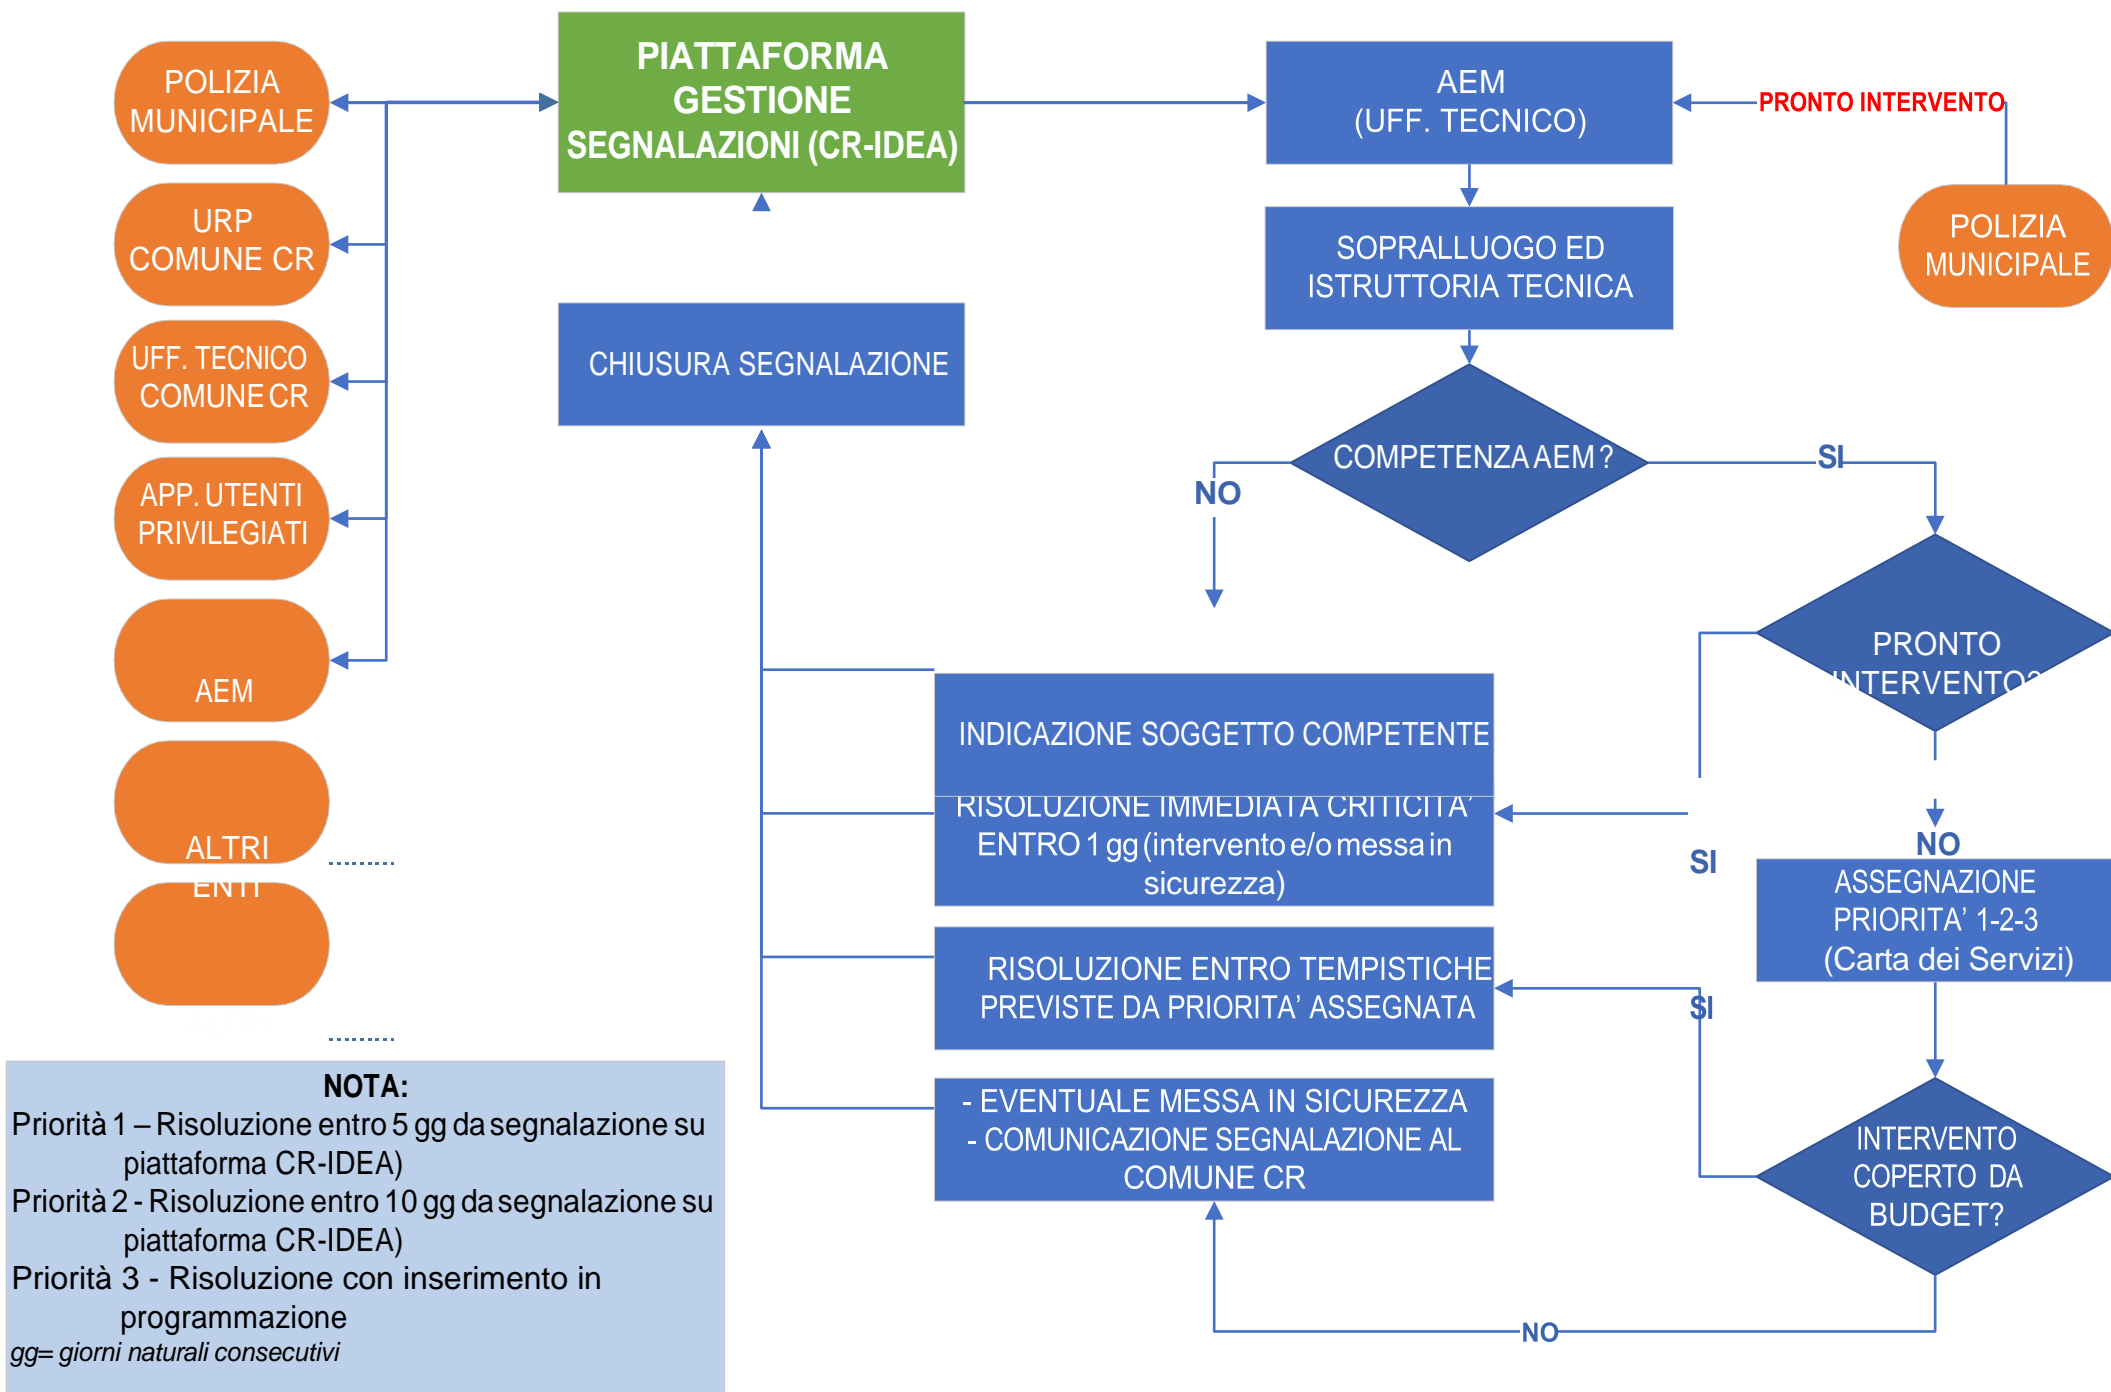 POLIZIA
MUNICIPALE
URP
COMUNE CR
UFF. TECNICO
COMUNE CR
APP. UTENTI
PRIVILEGIATI
AEM
ALTRI
ENTI
PIATTAFORMA
GESTIONE
SEGNALAZIONI (CR-IDEA)
CHIUSURA SEGNALAZIONE
AEM
(UFF. TECNICO)
PRONTO INTERVENTO
POLIZIA
MUNICIPALE
SOPRALLUOGO ED
ISTRUTTORIA TECNICA
COMPETENZA AEM ?
SI
NO
PRONTO
INTERVENTO?
INDICAZIONE SOGGETTO COMPETENTE
RISOLUZIONE IMMEDIATA CRITICITA'
ENTRO 1 gg (intervento e/o messa in
sicurezza)
SI
NO
ASSEGNAZIONE
PRIORITA' 1-2-3
(Carta dei Servizi)
RISOLUZIONE ENTRO TEMPISTICHE
PREVISTE DA PRIORITA' ASSEGNATA
SI
- EVENTUALE MESSA IN SICUREZZA
- COMUNICAZIONE SEGNALAZIONE AL
COMUNE CR
INTERVENTO
COPERTO DA
BUDGET?
NO
NOTA:
Priorità 1 – Risoluzione entro 5 gg da segnalazione su
piattaforma CR-IDEA)
Priorità 2 - Risoluzione entro 10 gg da segnalazione su
piattaforma CR-IDEA)
Priorità 3 - Risoluzione con inserimento in
programmazione
gg= giorni naturali consecutivi